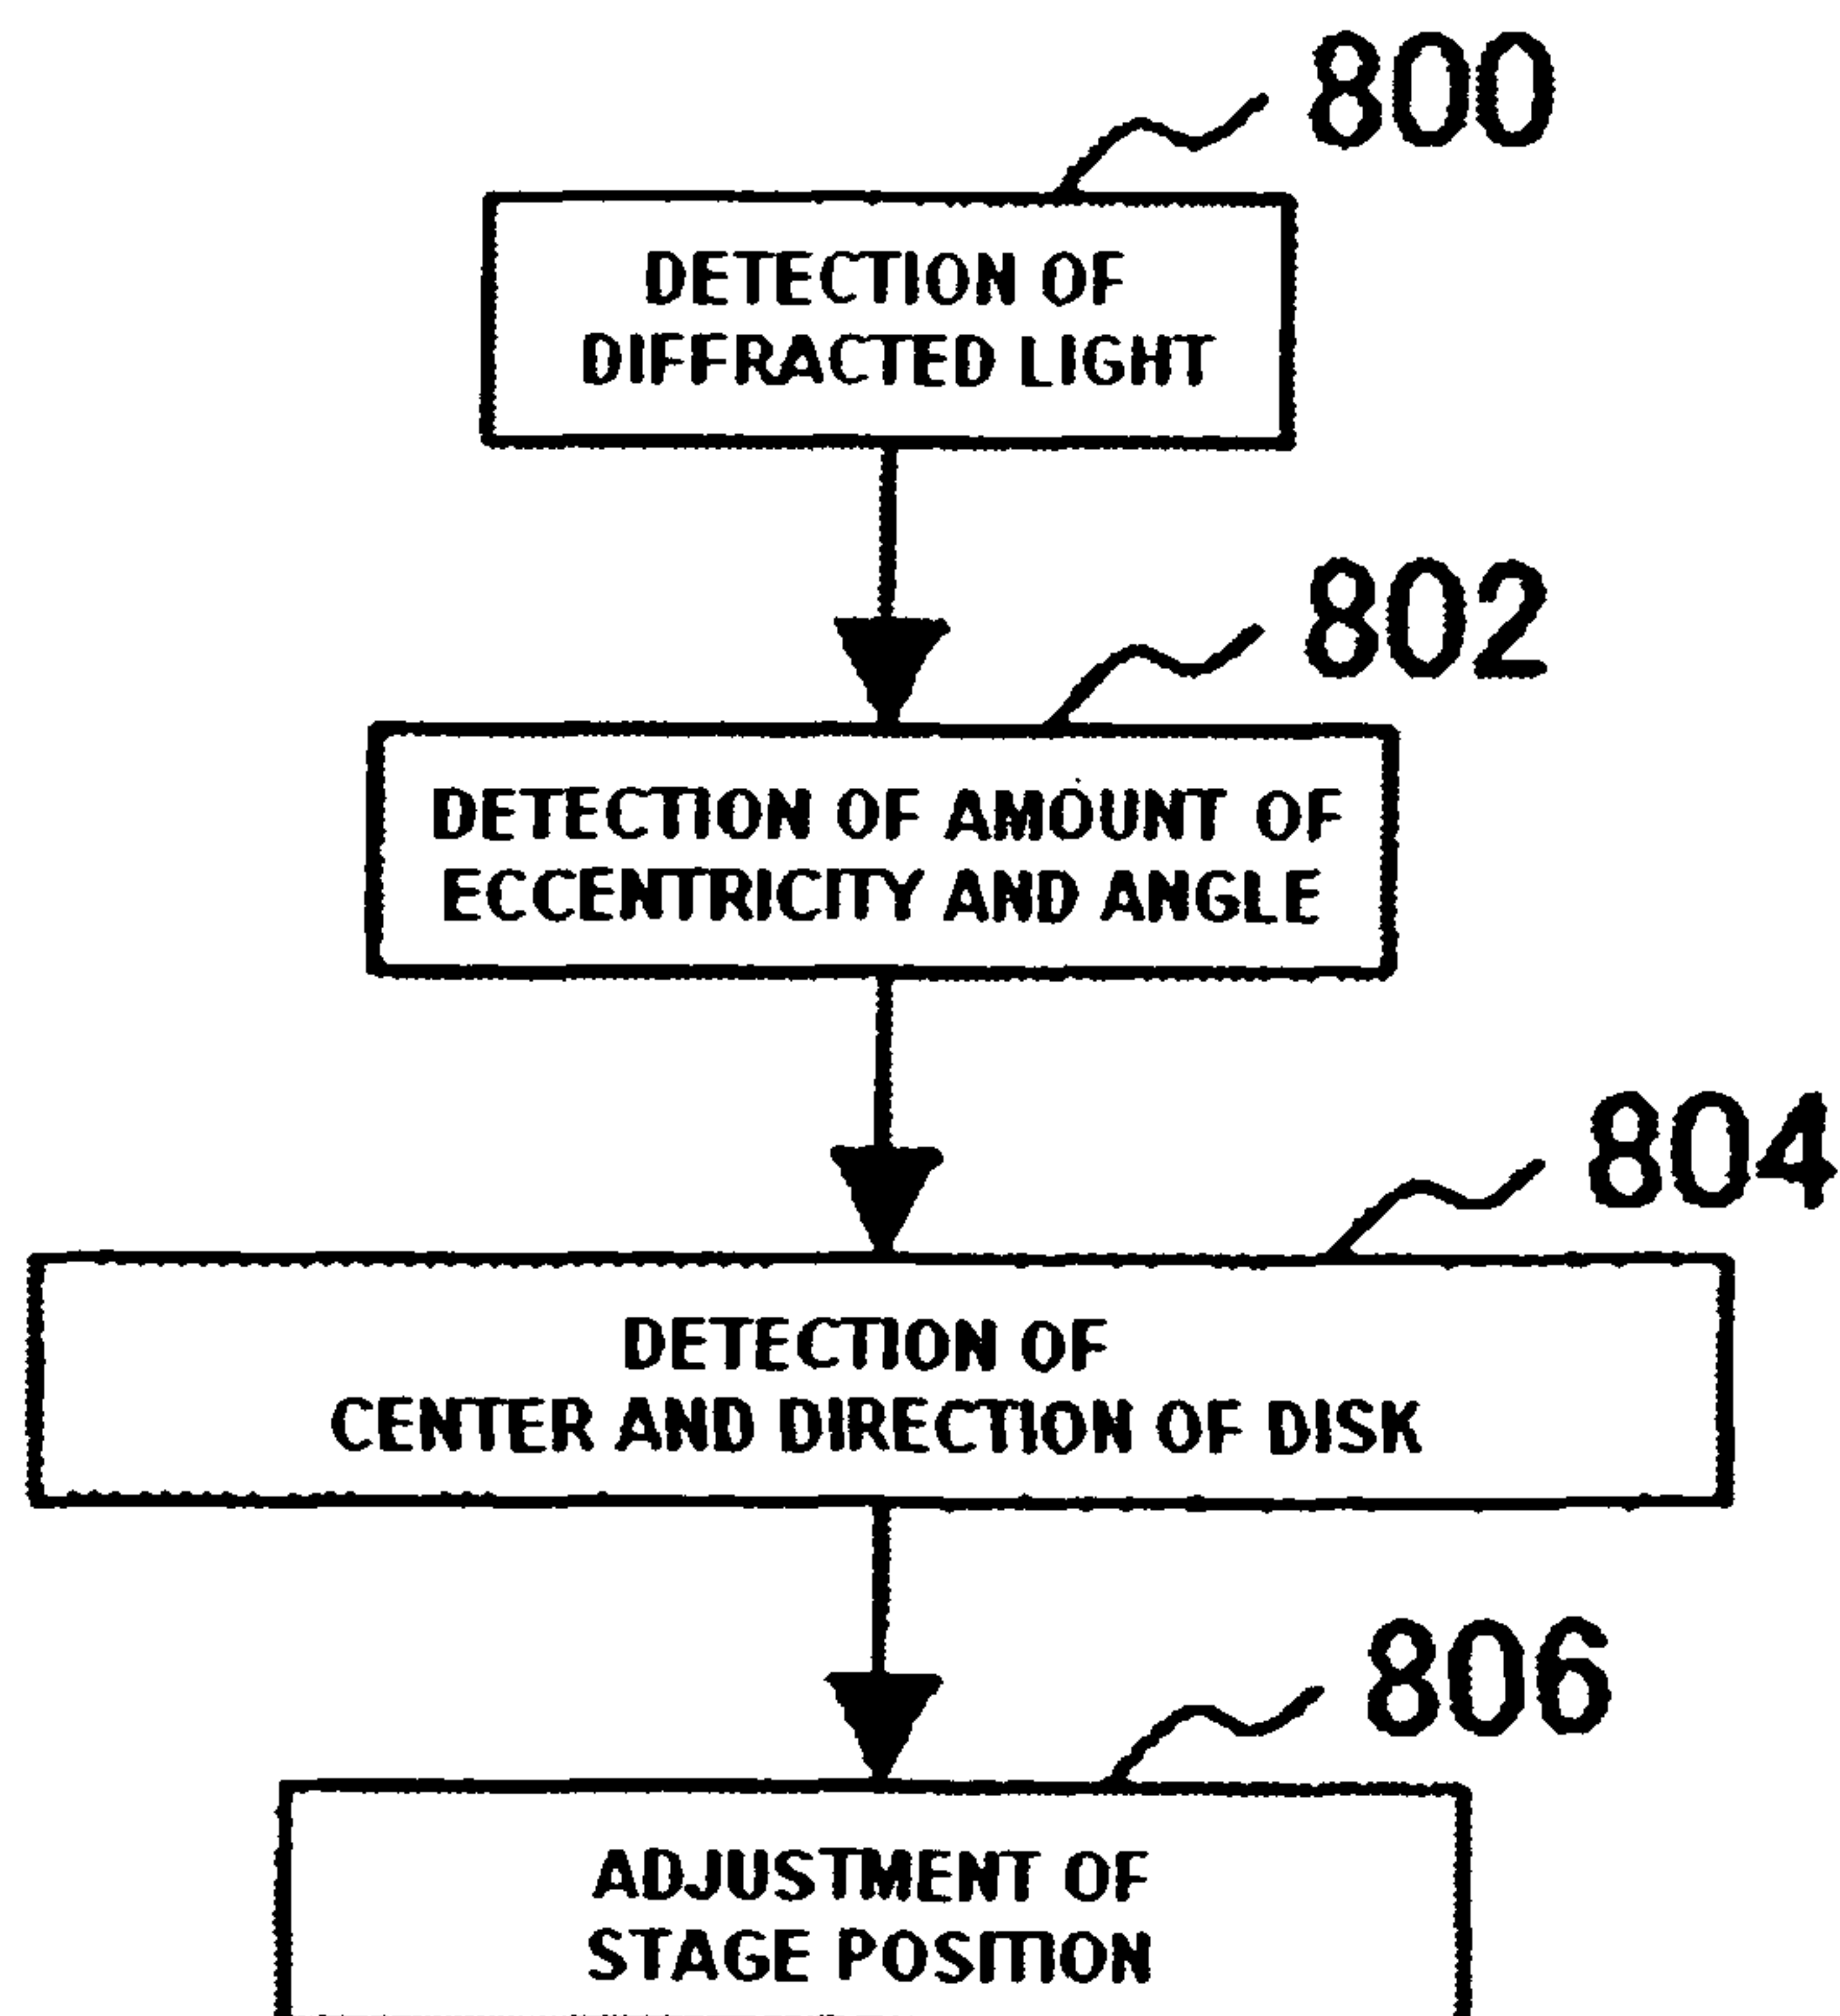 800
DETECTION OF
DIFFRACTED LIGHT
802
DETECTION OF AMOUNT OF
ECCENTRICITY AND ANGLE
804
DETECTION OF
CENTER AND DIRECTION OF DISK
806
ADJUSTMENT OF
STAGE POSITION